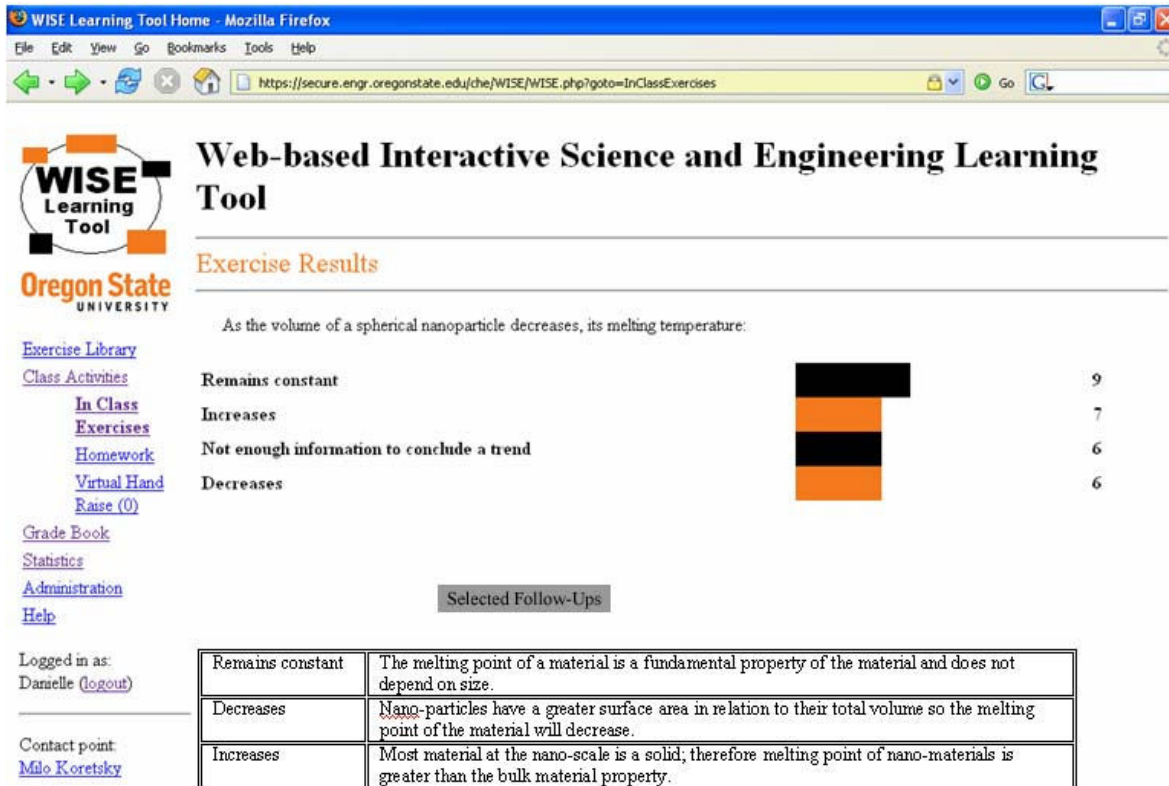 WISE Learning Tool Home - Mozilla Firefox
File Edit View Go Bookmarks Tools Help
https://secure.engr.oregonstate.edu/che/WISE/WISE.php?goto=InClassExercises
Go
G
WISE
Learning
Tool
Oregon State
UNIVERSITY
Web-based Interactive Science and Engineering Learning
Tool
Exercise Results
As the volume of a spherical nanoparticle decreases, its melting temperature:
Remains constant 9
Increases 7
Not enough information to conclude a trend 6
Decreases 6
Exercise Library
Class Activities
In Class
Exercises
Homework
Virtual Hand
Raise (0)
Grade Book
Statistics
Administration
Help
Logged in as:
Danielle (logout)
Contact point:
Milo Koretsky
Selected Follow-Ups
Remains constant The melting point of a material is a fundamental property of the material and does not
depend on size.
Decreases Nano-particles have a greater surface area in relation to their total volume so the melting
point of the material will decrease.
Increases Most material at the nano-scale is a solid; therefore melting point of nano-materials is
greater than the bulk material property.